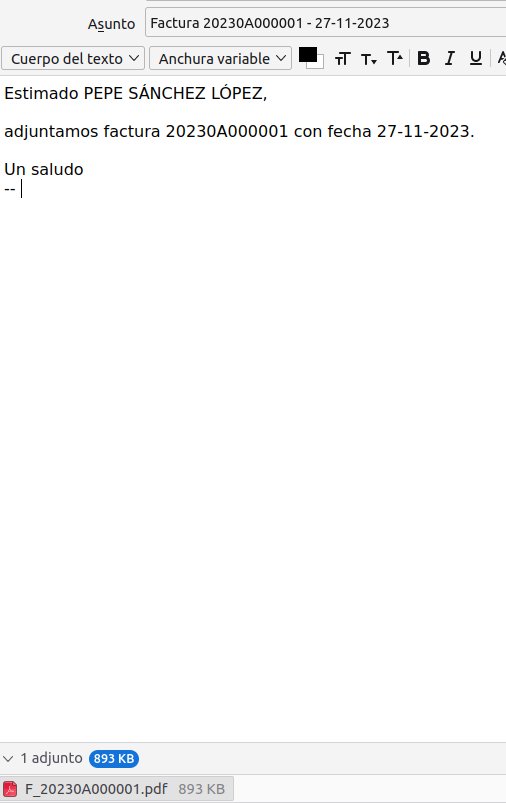 Asunto Factura 20230A000001 - 27-11-2023
Cuerpo del texto Anchura variable B I U
Estimado PEPE SÁNCHEZ LÓPEZ,
adjuntamos factura 20230A000001 con fecha 27-11-2023.
Un saludo
--
1 adjunto 893 KB
F_20230A000001.pdf 893 KB